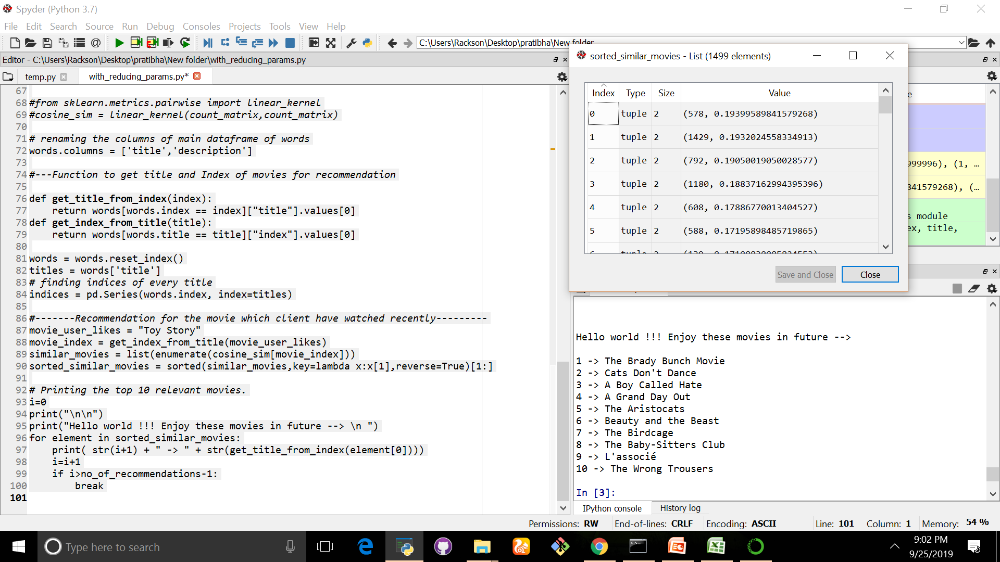 Spyder (Python 3.7)
File Edit Search Source Run Debug Consoles Projects Tools View Help
C:\Users\Rackson\Desktop\pratibha\New folder
Editor - C:\Users\Rackson\Desktop\pratibha\New folder\with_reducing_params.py
temp.py with_reducing_params.py*
67
68 #from sklearn.metrics.pairwise import linear_kernel
69 #cosine_sim = linear_kernel(count_matrix,count_matrix)
70
71 # renaming the columns of main dataframe of words
72 words.columns = ['title','description']
73
74 #---Function to get title and Index of movies for recommendation
75
76 def get_title_from_index(index):
77     return words[words.index == index]["title"].values[0]
78 def get_index_from_title(title):
79     return words[words.title == title]["index"].values[0]
80
81 words = words.reset_index()
82 titles = words['title']
83 # finding indices of every title
84 indices = pd.Series(words.index, index=titles)
85
86 #-------Recommendation for the movie which client have watched recently---------
87 movie_user_likes = "Toy Story"
88 movie_index = get_index_from_title(movie_user_likes)
89 similar_movies = list(enumerate(cosine_sim[movie_index]))
90 sorted_similar_movies = sorted(similar_movies,key=lambda x:x[1],reverse=True)[1:]
91
92 # Printing the top 10 relevant movies.
93 i=0
94 print("\n\n")
95 print("Hello world !!! Enjoy these movies in future --> \n ")
96 for element in sorted_similar_movies:
97     print( str(i+1) + " -> " + str(get_title_from_index(element[0])))
98     i=i+1
99     if i>no_of_recommendations-1:
100         break
101
sorted_similar_movies - List (1499 elements)
Index Type Size Value
0 tuple 2 (578, 0.19399589841579268)
1 tuple 2 (1429, 0.1932024558334913)
2 tuple 2 (792, 0.19050019050028577)
3 tuple 2 (1180, 0.18837162994395396)
4 tuple 2 (608, 0.17886770013404527)
5 tuple 2 (588, 0.17195898485719865)
Save and Close Close
e
999996), (1, …
841579268), (…
s module
ex, title,
Hello world !!! Enjoy these movies in future -->
1 -> The Brady Bunch Movie
2 -> Cats Don't Dance
3 -> A Boy Called Hate
4 -> A Grand Day Out
5 -> The Aristocats
6 -> Beauty and the Beast
7 -> The Birdcage
8 -> The Baby-Sitters Club
9 -> L'associé
10 -> The Wrong Trousers
In [3]:
IPython console History log
Permissions: RW End-of-lines: CRLF Encoding: ASCII Line: 101 Column: 1 Memory: 54 %
Type here to search
9:02 PM
9/25/2019